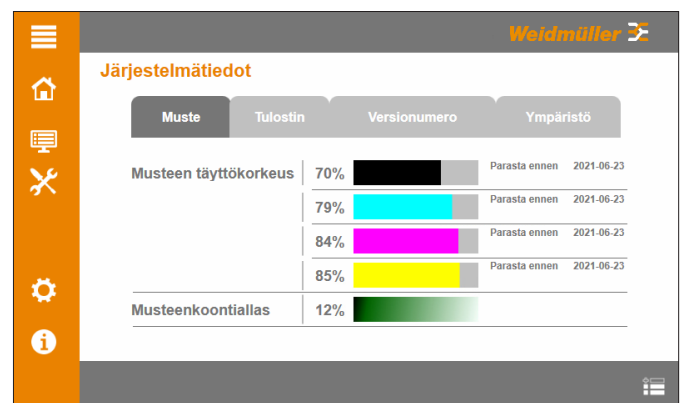 Weidmüller
Järjestelmätiedot
Muste Tulostin Versionumero Ympäristö
Musteen täyttökorkeus 70% Parasta ennen 2021-06-23
79% Parasta ennen 2021-06-23
84% Parasta ennen 2021-06-23
85% Parasta ennen 2021-06-23
Musteenkoontiallas 12%